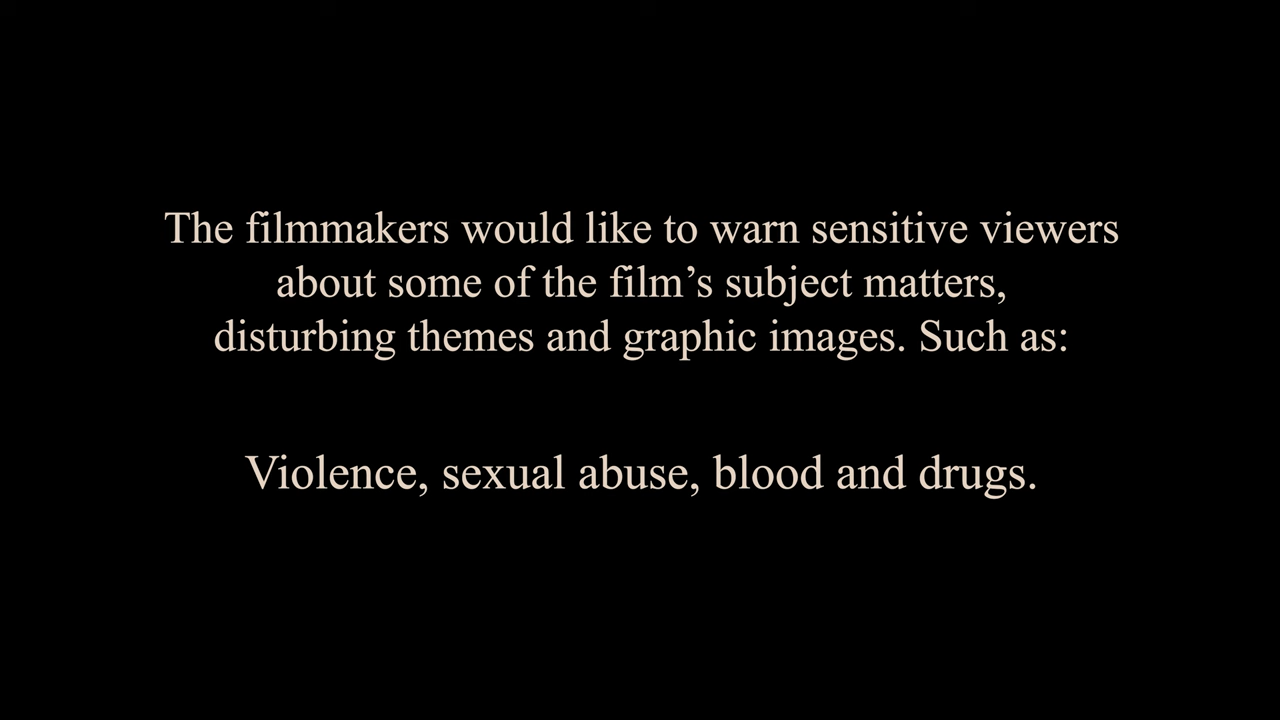 The filmmakers would like to warn sensitive viewers
about some of the film’s subject matters,
disturbing themes and graphic images. Such as:
Violence, sexual abuse, blood and drugs.